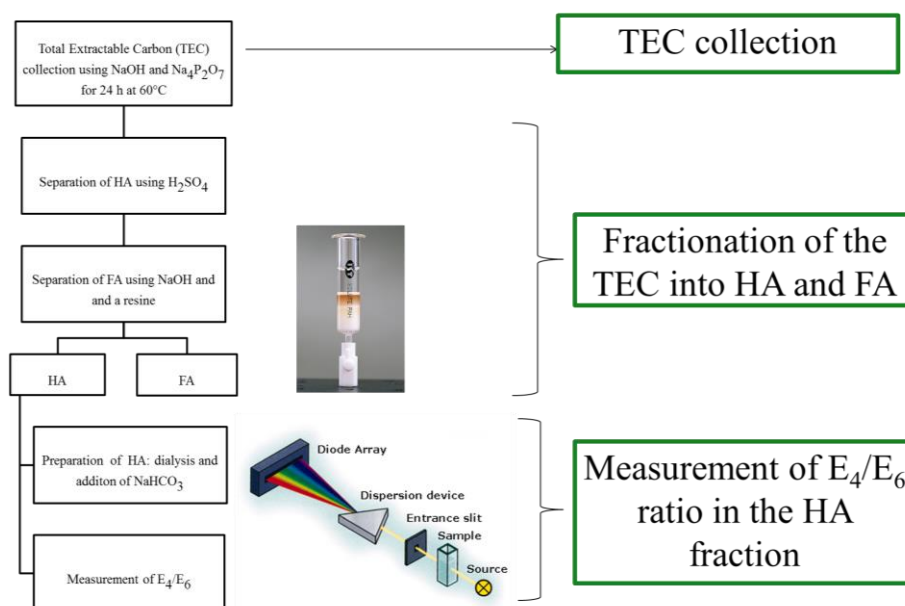 Total Extractable Carbon (TEC)
collection using NaOH and Na4P2O7
for 24 h at 60°C
TEC collection
Separation of HA using H2SO4
Separation of FA using NaOH and
and a resine
Fractionation of the
TEC into HA and FA
HA
FA
Preparation of HA: dialysis and
additon of NaHCO3
Measurement of E4/E6
Diode Array
Dispersion device
Entrance slit
Sample
Source
Measurement of E4/E6
ratio in the HA
fraction